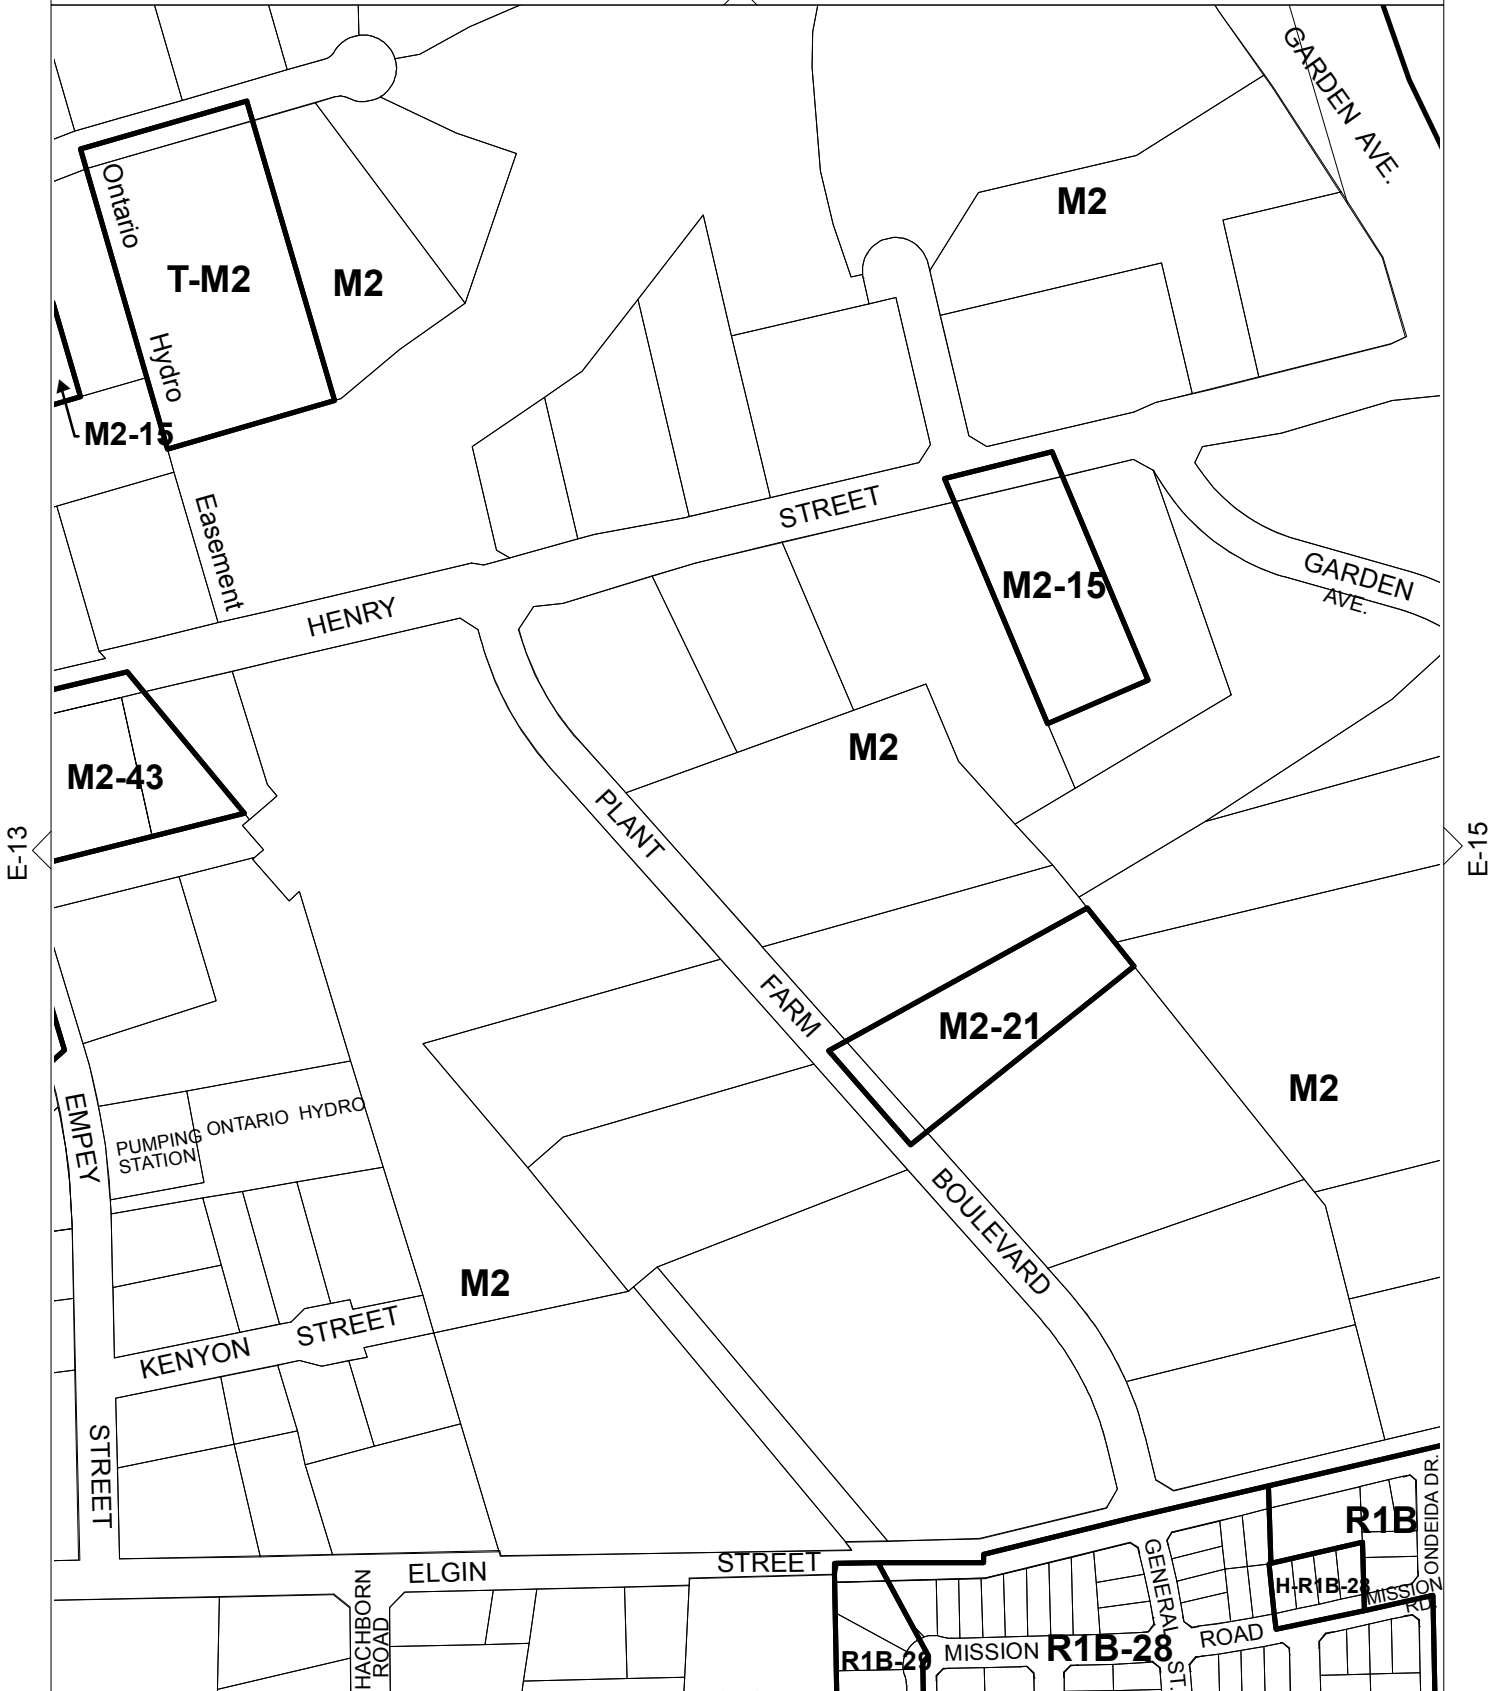 GARDEN AVE.
M2
Ontario
T-M2
M2
Hydro
M2-15
Easement
STREET
M2-15
GARDEN
AVE.
HENRY
M2
M2-43
PLANT
E-13
E-15
FARM
M2-21
M2
EMPEY
PUMPING
STATION
ONTARIO HYDRO
BOULEVARD
M2
STREET
KENYON
STREET
ONDEIDA DR.
R1B
GENERAL
ST.
ELGIN
STREET
H-R1B-28
MISSION
RD.
HACHBORN
ROAD
R1B-29
MISSION
R1B-28
ROAD